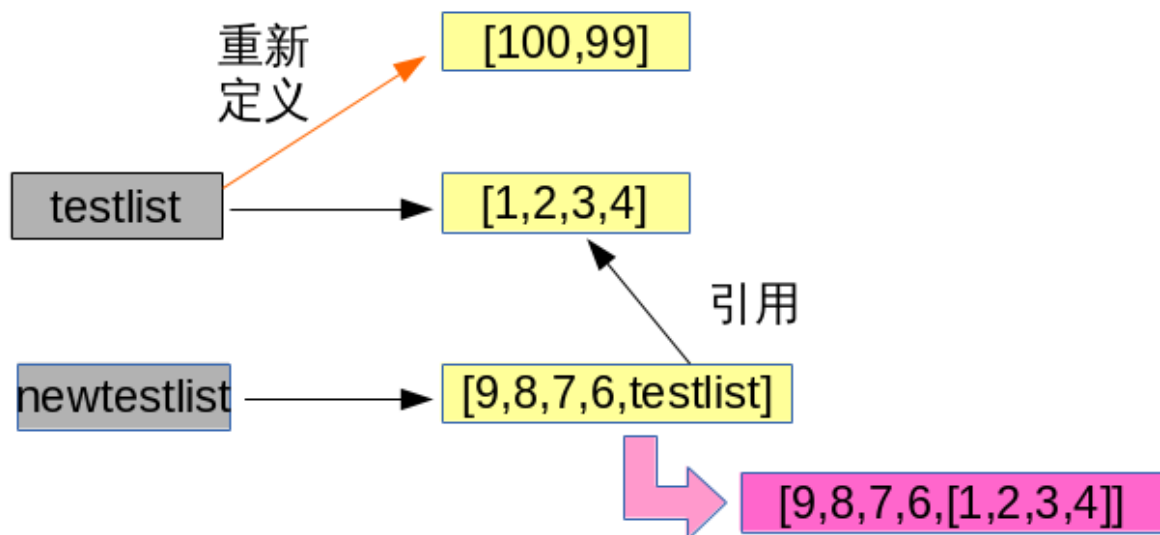 重新
定义
[100,99]
testlist
[1,2,3,4]
引用
newtestlist
[9,8,7,6,testlist]
[9,8,7,6,[1,2,3,4]]